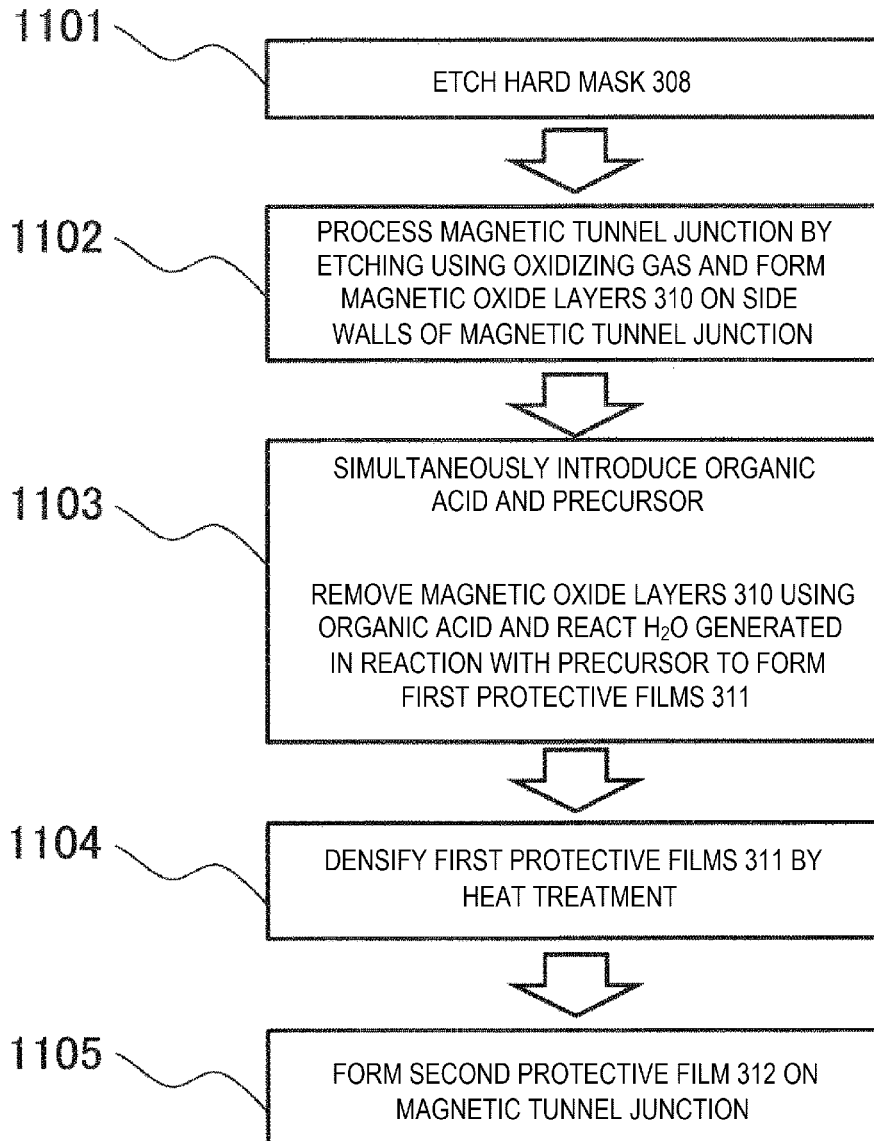 1101
ETCH HARD MASK 308
1102
PROCESS MAGNETIC TUNNEL JUNCTION BY
ETCHING USING OXIDIZING GAS AND FORM
MAGNETIC OXIDE LAYERS 310 ON SIDE
WALLS OF MAGNETIC TUNNEL JUNCTION
1103
SIMULTANEOUSLY INTRODUCE ORGANIC
ACID AND PRECURSOR
REMOVE MAGNETIC OXIDE LAYERS 310 USING
ORGANIC ACID AND REACT H₂O GENERATED
IN REACTION WITH PRECURSOR TO FORM
FIRST PROTECTIVE FILMS 311
1104
DENSIFY FIRST PROTECTIVE FILMS 311 BY
HEAT TREATMENT
1105
FORM SECOND PROTECTIVE FILM 312 ON
MAGNETIC TUNNEL JUNCTION